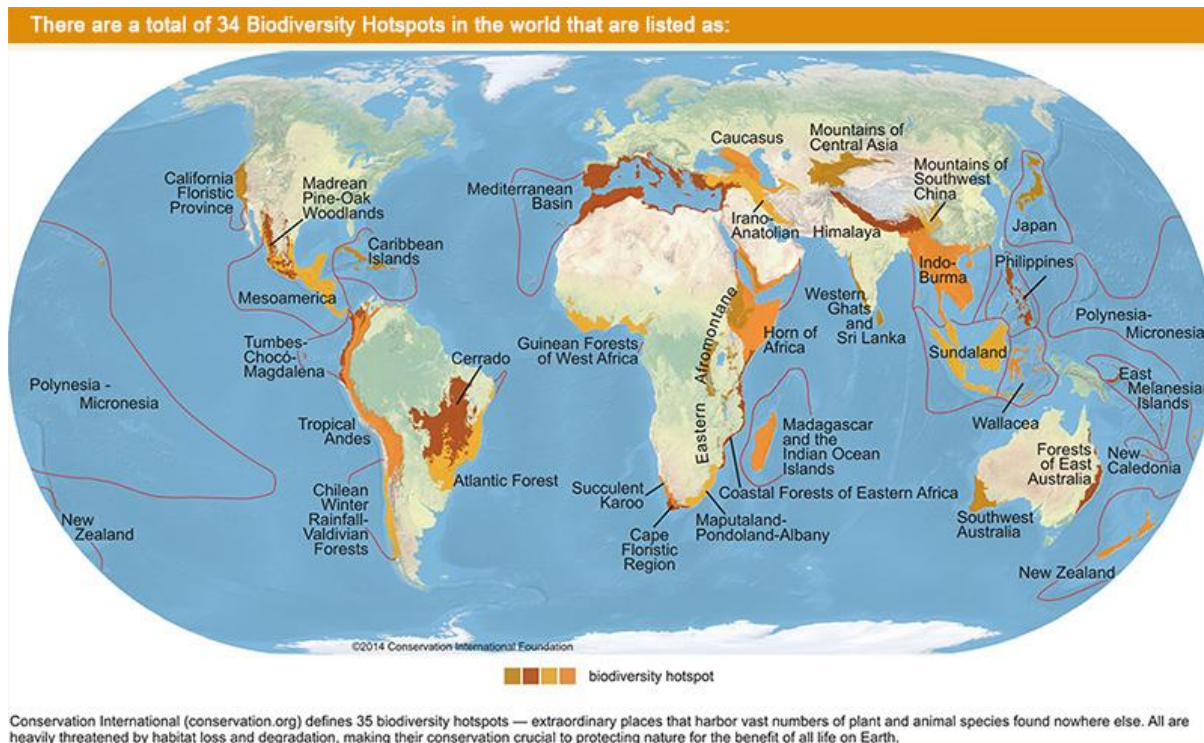 There are a total of 34 Biodiversity Hotspots in the world that are listed as:
Caucasus
Mountains of
Central Asia
Mountains of
Southwest
China
California
Floristic
Province
Madrean
Pine-Oak
Woodlands
Mediterranean
Basin
Irano-
Anatolian
Himalaya
Japan
Caribbean
Islands
Indo-
Burma
Philippines
Mesoamerica
Western
Ghats
and
Sri Lanka
Polynesia-
Micronesia
Tumbes-
Chocó-
Magdalena
Cerrado
Guinean Forests
of West Africa
Eastern Afromontane
Horn of
Africa
Sundaland
East
Melanesian
Islands
Polynesia -
Micronesia
Wallacea
Tropical
Andes
Madagascar
and the
Indian Ocean
Islands
Forests
of East
Australia
New
Caledonia
Atlantic Forest
Chilean
Winter
Rainfall-
Valdivian
Forests
Succulent
Karoo
Coastal Forests of Eastern Africa
New
Zealand
Cape
Floristic
Region
Maputaland-
Pondoland-Albany
Southwest
Australia
New Zealand
©2014 Conservation International Foundation
biodiversity hotspot
Conservation International (conservation.org) defines 35 biodiversity hotspots — extraordinary places that harbor vast numbers of plant and animal species found nowhere else. All are
heavily threatened by habitat loss and degradation, making their conservation crucial to protecting nature for the benefit of all life on Earth.